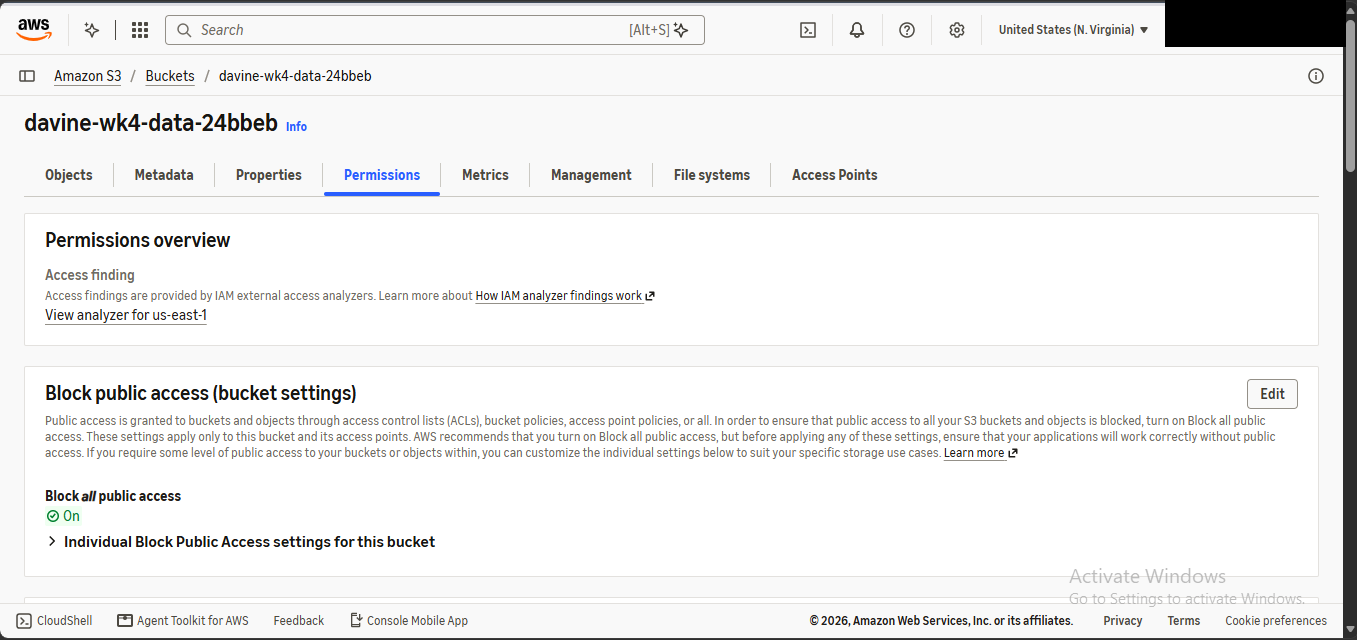 aws
Search [Alt+S]
United States (N. Virginia)
Amazon S3 / Buckets / davine-wk4-data-24bbeb
davine-wk4-data-24bbeb Info
Objects Metadata Properties Permissions Metrics Management File systems Access Points
Permissions overview
Access finding
Access findings are provided by IAM external access analyzers. Learn more about How IAM analyzer findings work
View analyzer for us-east-1
Block public access (bucket settings)
Edit
Public access is granted to buckets and objects through access control lists (ACLs), bucket policies, access point policies, or all. In order to ensure that public access to all your S3 buckets and objects is blocked, turn on Block all public
access. These settings apply only to this bucket and its access points. AWS recommends that you turn on Block all public access, but before applying any of these settings, ensure that your applications will work correctly without public
access. If you require some level of public access to your buckets or objects within, you can customize the individual settings below to suit your specific storage use cases. Learn more
Block all public access
On
Individual Block Public Access settings for this bucket
Activate Windows
Go to Settings to activate Windows.
CloudShell Agent Toolkit for AWS Feedback Console Mobile App © 2026, Amazon Web Services, Inc. or its affiliates. Privacy Terms Cookie preferences